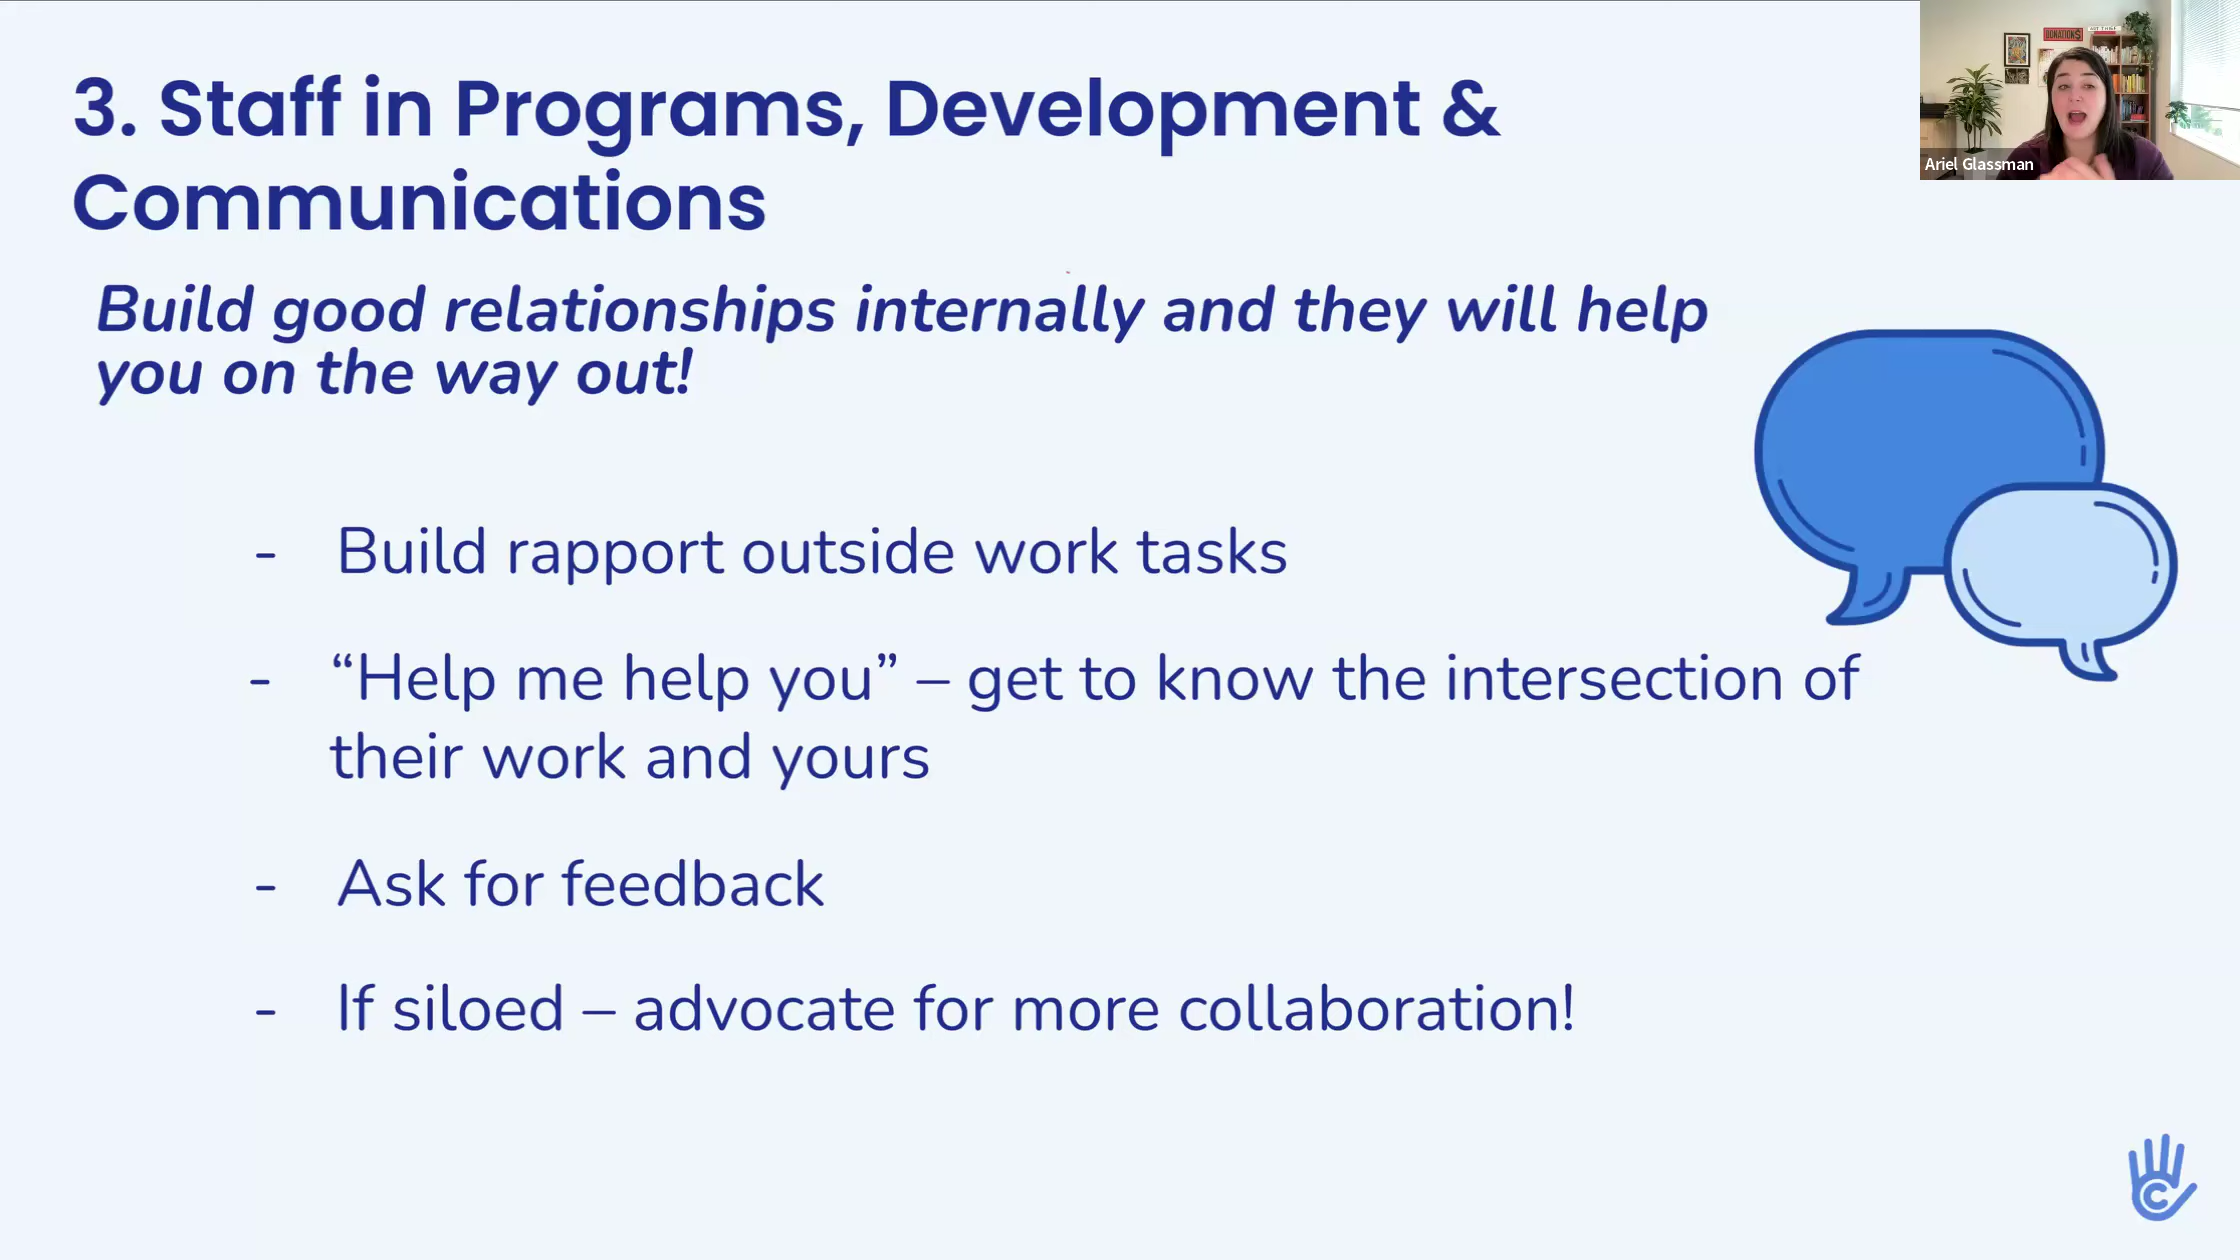 3. Staff in Programs, Development &
Communications
Build good relationships internally and they will help
you on the way out!
- Build rapport outside work tasks
- “Help me help you” – get to know the intersection of
their work and yours
- Ask for feedback
- If siloed – advocate for more collaboration!
DONATION$
Ariel Glassman
C